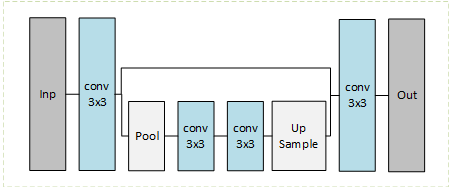 Inp
conv
3x3
Pool
conv
3x3
conv
3x3
Up
Sample
conv
3x3
Out